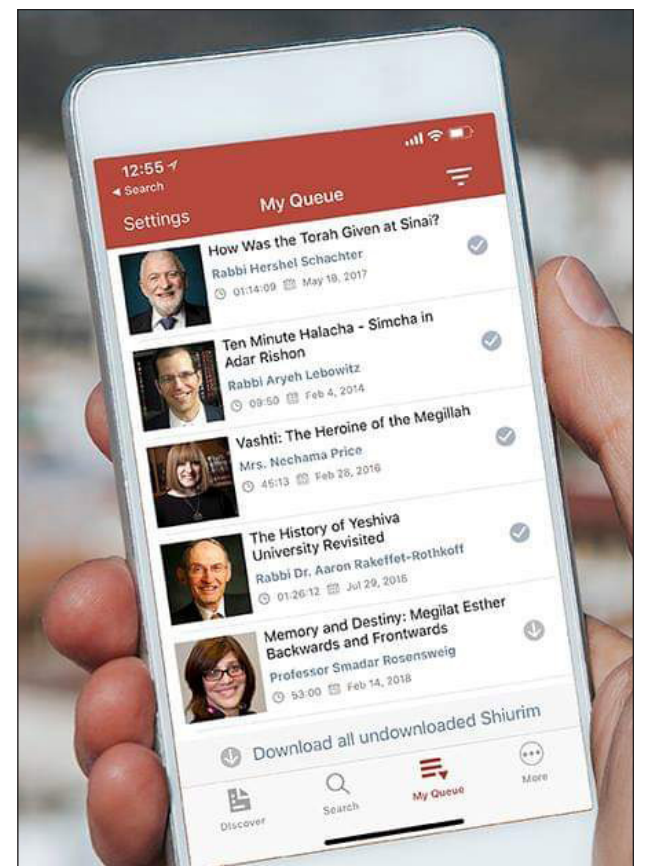 12:55
Search
Settings
My Queue
How Was the Torah Given at Sinai?
Rabbi Hershel Schachter
01:14:09 May 18, 2017
Ten Minute Halacha - Simcha in
Adar Rishon
Rabbi Aryeh Lebowitz
09:50 Feb 4, 2014
Vashti: The Heroine of the Megillah
Mrs. Nechama Price
45:13 Feb 28, 2016
The History of Yeshiva
University Revisited
Rabbi Dr. Aaron Rakeffet-Rothkoff
01:26:12 Jul 29, 2016
Memory and Destiny: Megilat Esther
Backwards and Frontwards
Professor Smadar Rosensweig
53:00 Feb 14, 2018
Download all undownloaded Shiurim
Discover
Search
My Queue
More